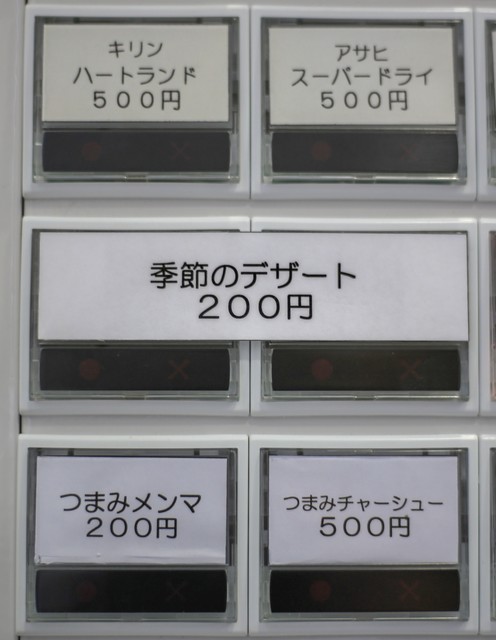 キリン
ハートランド
５００円
アサヒ
スーパードライ
５００円
季節のデザート
２００円
つまみメンマ
２００円
つまみチャーシュー
５００円